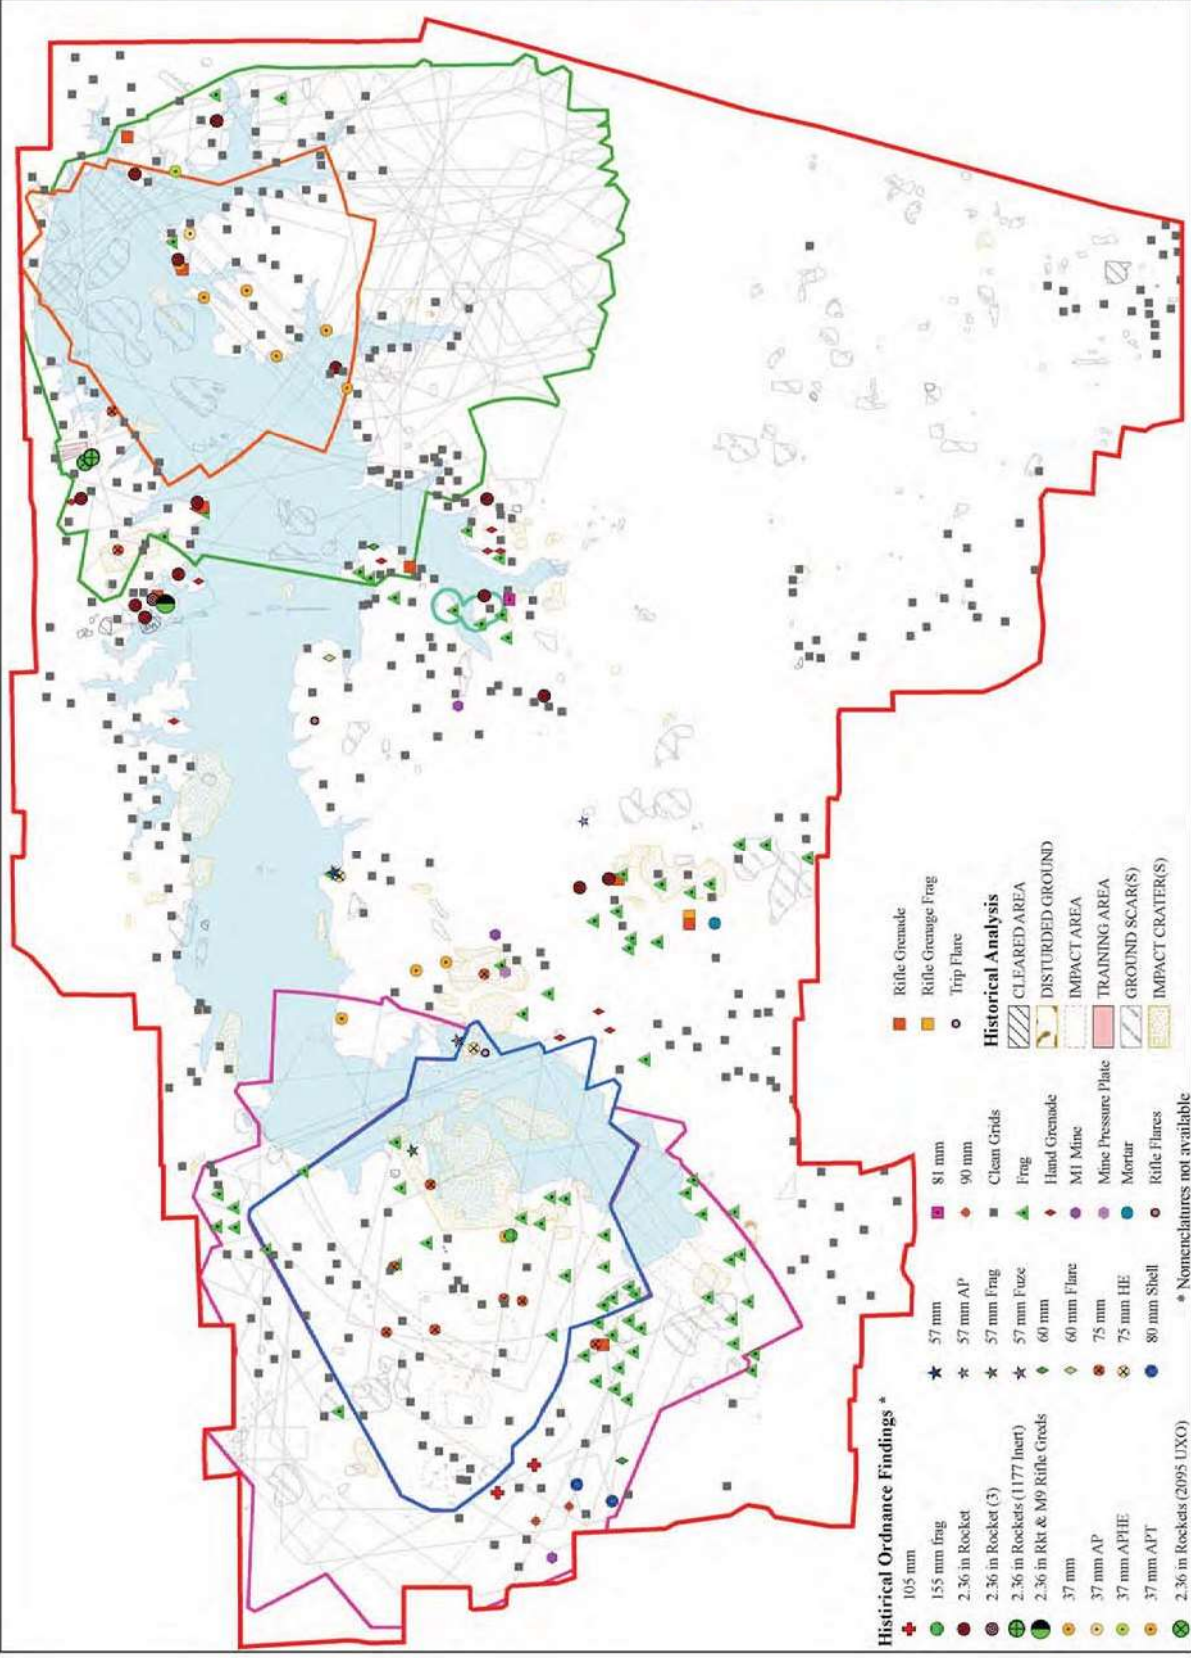 Histirical Ordnance Findings *
105 mm
155 mm frag
2.36 in Rocket
2.36 in Rocket (3)
2.36 in Rockets (1177 Inert)
2.36 in Rkt & M9 Rifle Greds
37 mm
37 mm AP
37 mm APHE
37 mm APT
2.36 in Rockets (2095 UXO)
57 mm
57 mm AP
57 mm Frag
57 mm Fuze
60 mm
60 mm Flare
75 mm
75 mm HE
80 mm Shell
81 mm
90 mm
Clean Grids
Frag
Hand Grenade
M1 Mine
Mine Pressure Plate
Mortar
Rifle Flares
Rifle Grenade
Rifle Grenage Frag
Trip Flare
Historical Analysis
CLEARED AREA
DISTURDED GROUND
IMPACT AREA
TRAINING AREA
GROUND SCAR(S)
IMPACT CRATER(S)
* Nomenclatures not available